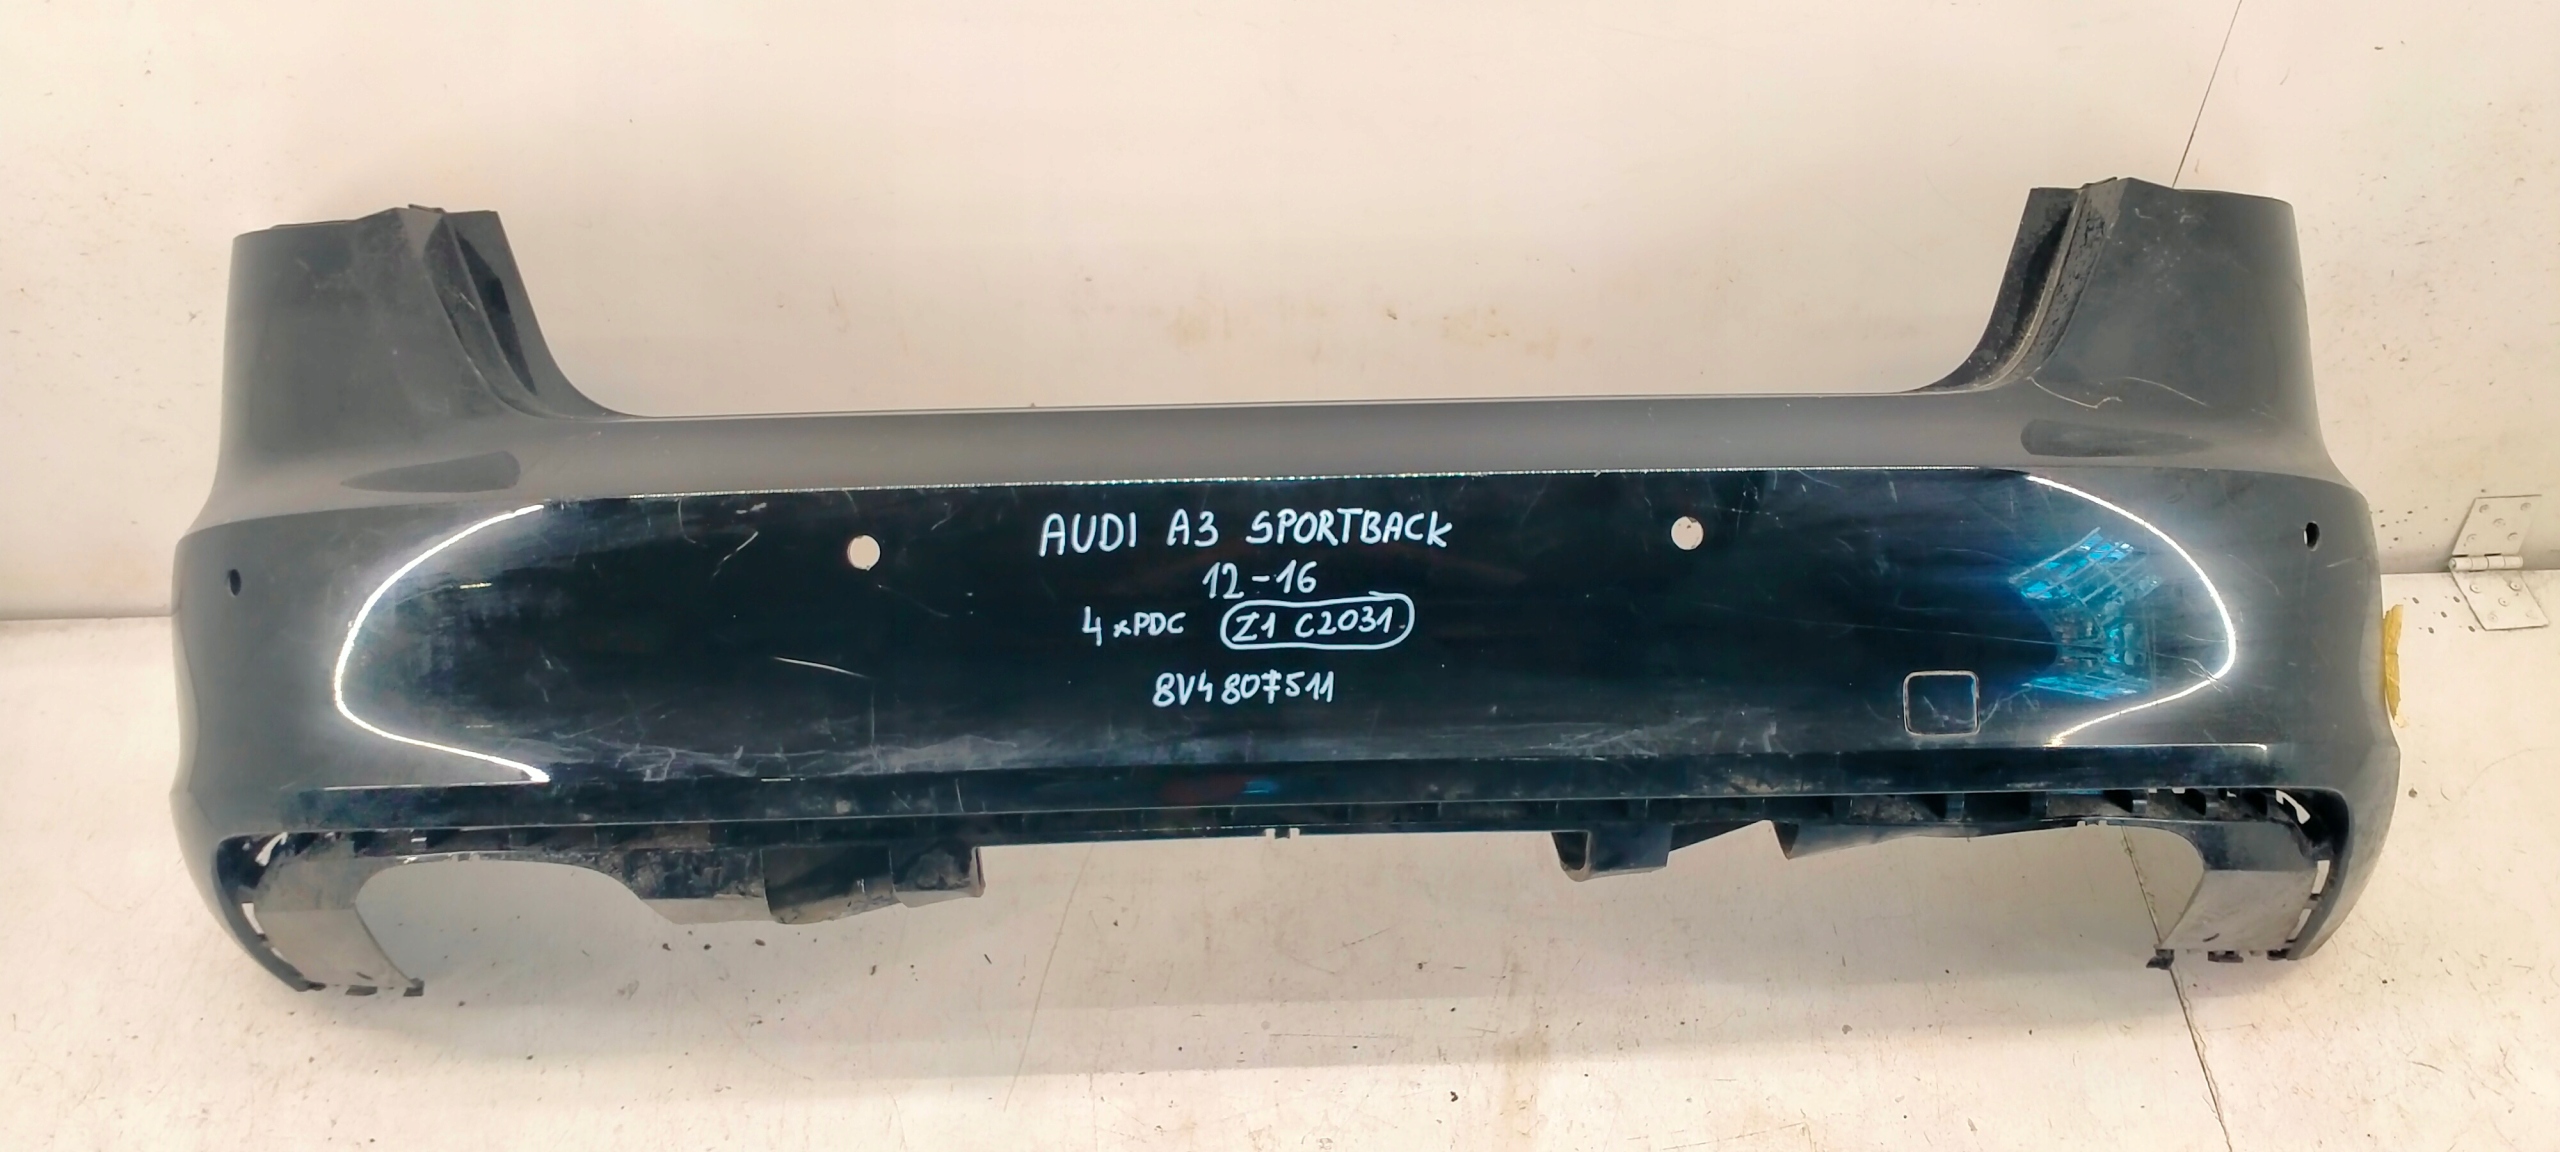 AUDI A3 SPORTBACK
12-16
4xPDC Z1 C2031
8V4807511